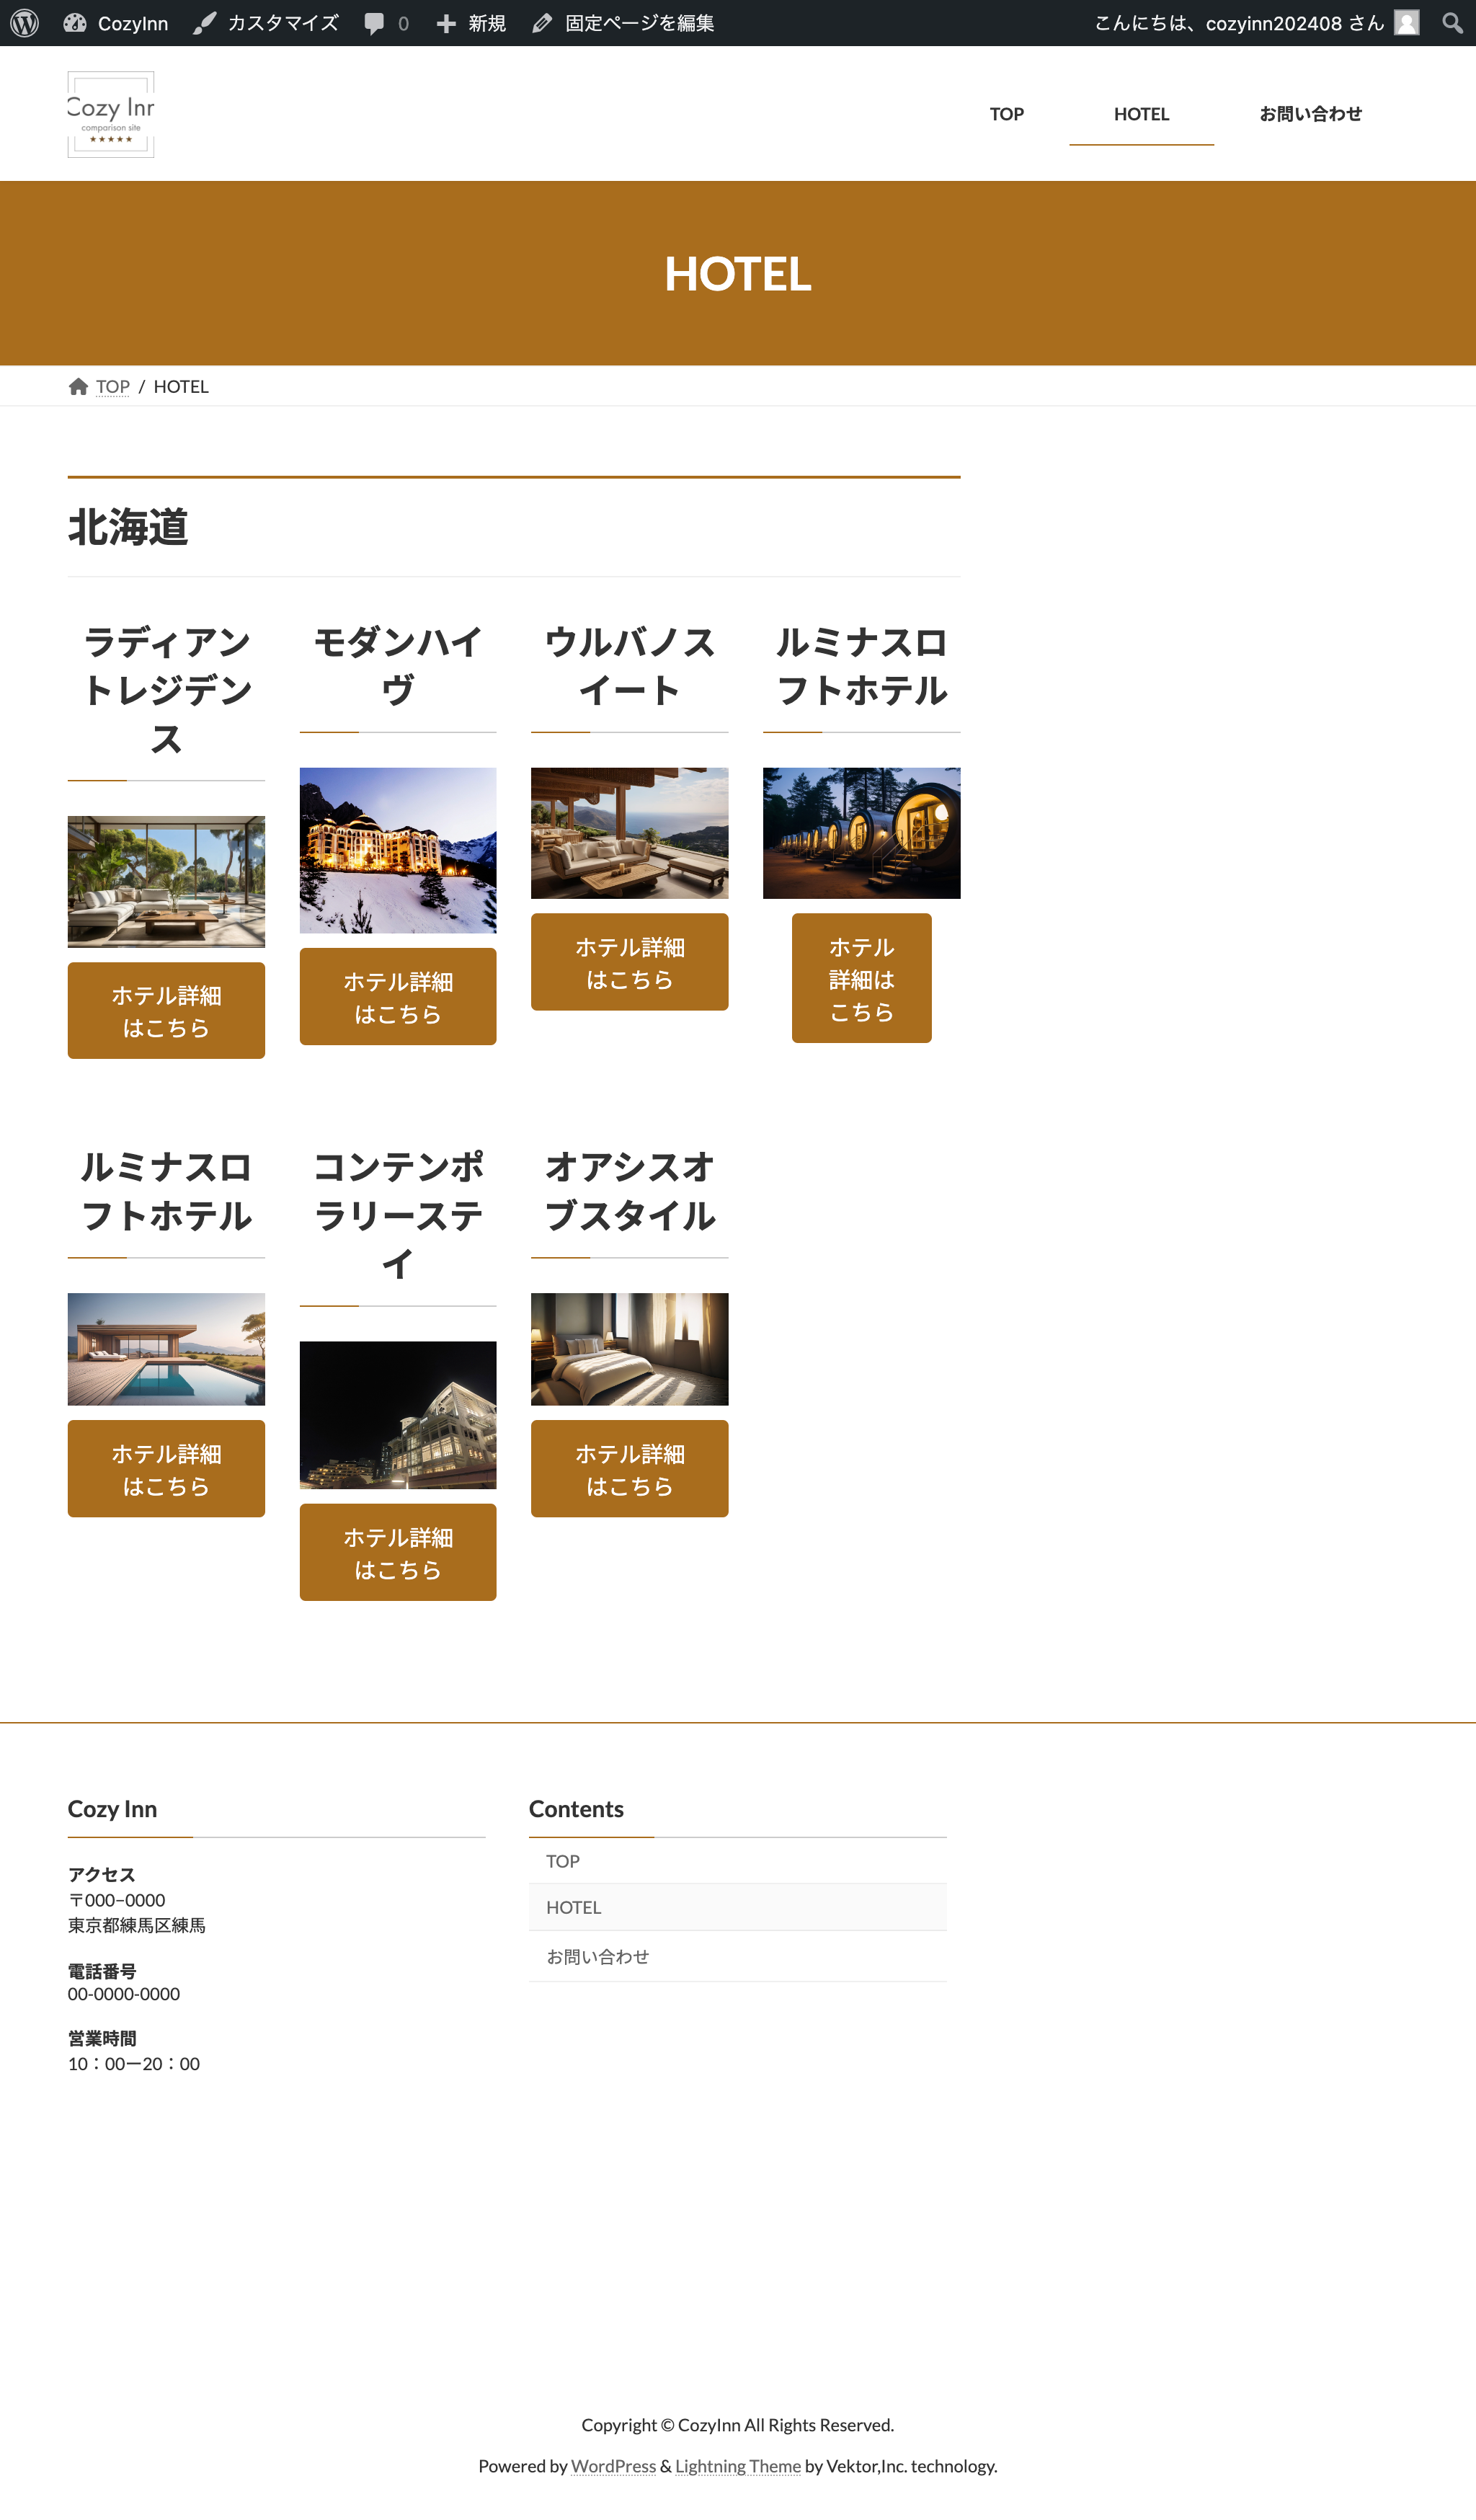 CozyInn カスタマイズ 0 新規 固定ページを編集 こんにちは、cozyinn202408 さん
Cozy Inr
comparison site
★★★★★
TOP HOTEL お問い合わせ
HOTEL
TOP / HOTEL
北海道
ラディアン
トレジデン
ス
ホテル詳細
はこちら
モダンハイ
ヴ
ホテル詳細
はこちら
ウルバノス
イート
ホテル詳細
はこちら
ルミナスロ
フトホテル
ホテル
詳細は
こちら
ルミナスロ
フトホテル
ホテル詳細
はこちら
コンテンポ
ラリーステ
イ
ホテル詳細
はこちら
オアシスオ
ブスタイル
ホテル詳細
はこちら
Cozy Inn
アクセス
〒000−0000
東京都練馬区練馬
電話番号
00-0000-0000
営業時間
10：00ー20：00
Contents
TOP
HOTEL
お問い合わせ
Copyright © CozyInn All Rights Reserved.
Powered by WordPress & Lightning Theme by Vektor,Inc. technology.